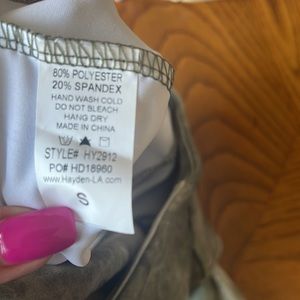 80% POLYESTER
20% SPANDEX
HAND WASH COLD
DO NOT BLEACH
HANG DRY
MADE IN CHINA
STYLE# HY2912
PO# HD18960
www.Hayden-LA.com
S